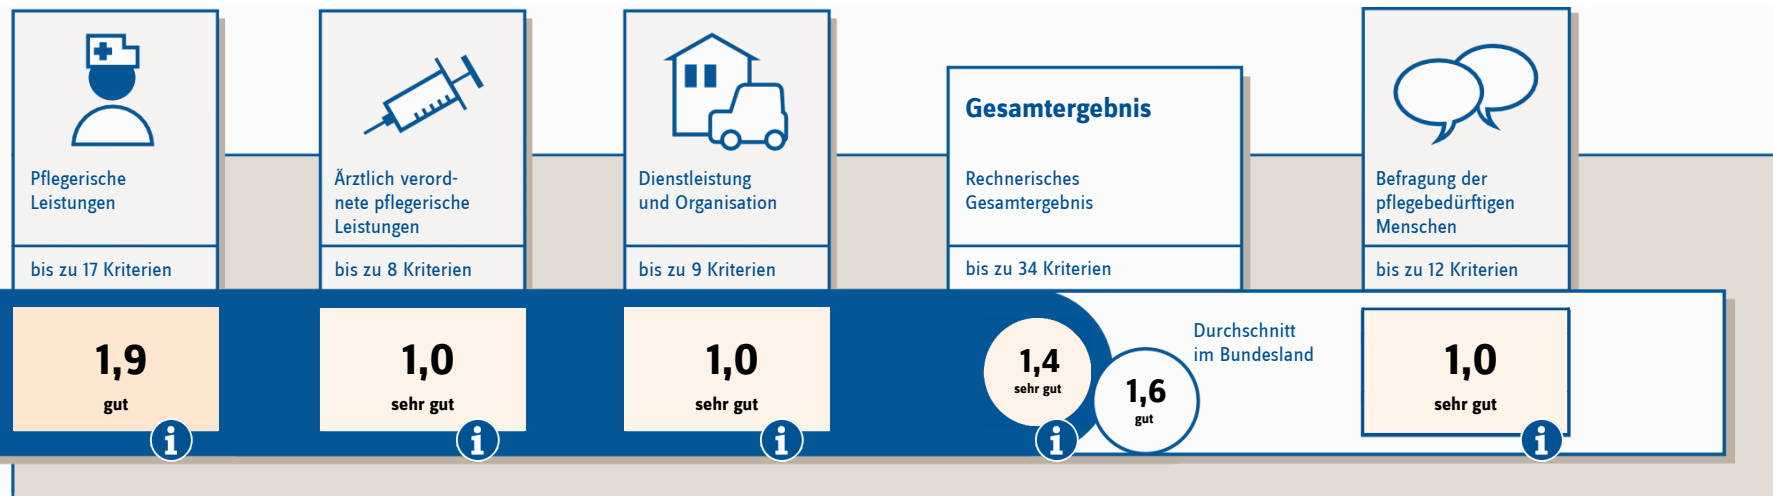 Pflegerische
Leistungen
bis zu 17 Kriterien
1,9
gut
i
Ärztlich verord-
nete pflegerische
Leistungen
bis zu 8 Kriterien
1,0
sehr gut
i
Dienstleistung
und Organisation
bis zu 9 Kriterien
1,0
sehr gut
i
Gesamtergebnis
Rechnerisches
Gesamtergebnis
bis zu 34 Kriterien
1,4
sehr gut
i
Durchschnitt
im Bundesland
1,6
gut
Befragung der
pflegebedürftigen
Menschen
bis zu 12 Kriterien
1,0
sehr gut
i